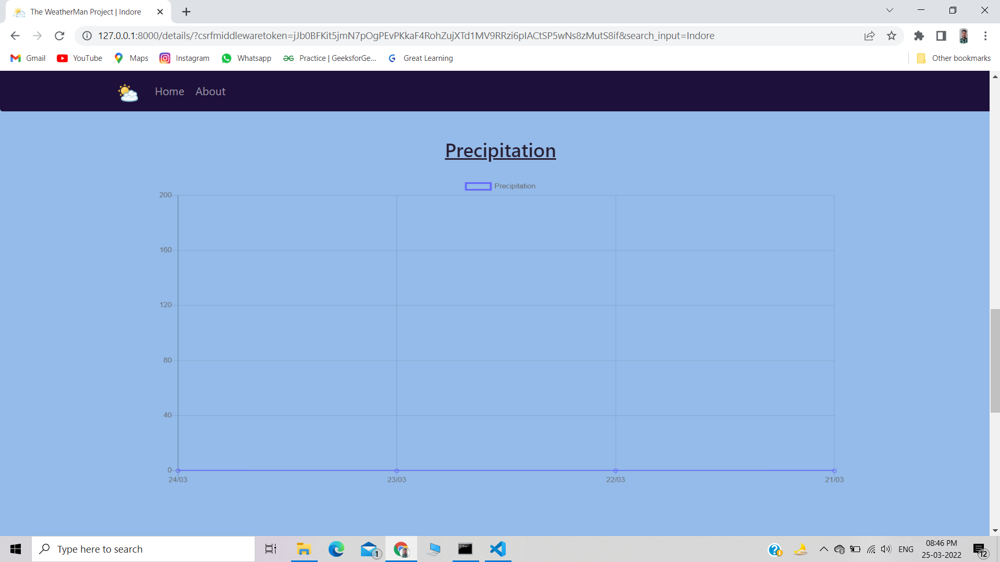 The WeatherMan Project | Indore
127.0.0.1:8000/details/?csrfmiddlewaretoken=jJb0BFKit5jmN7pOgPEvPKkaF4RohZujXTd1MV9RRzi6pIACtSP5wNs8zMutS8if&search_input=Indore
Gmail YouTube Maps Instagram Whatsapp Practice | GeeksforGe... Great Learning Other bookmarks
Home About
Precipitation
Precipitation
200
160
120
80
40
0
24/03 23/03 22/03 21/03
Type here to search
1
ENG
08:46 PM
25-03-2022
12